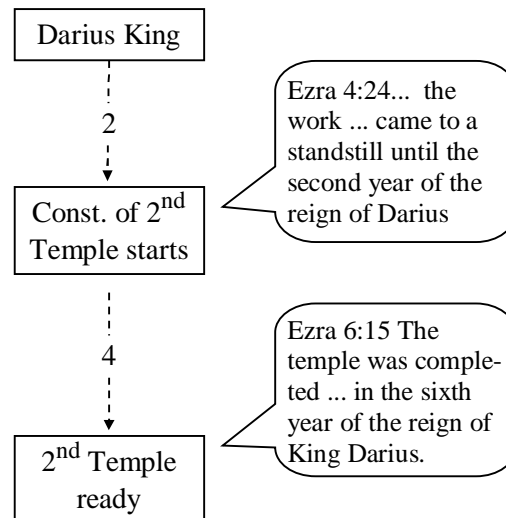 Darius King
2
Ezra 4:24... the
work ... came to a
standstill until the
second year of the
reign of Darius
Const. of 2nd
Temple starts
4
Ezra 6:15 The
temple was comple-
ted ... in the sixth
year of the reign of
King Darius.
2nd Temple
ready